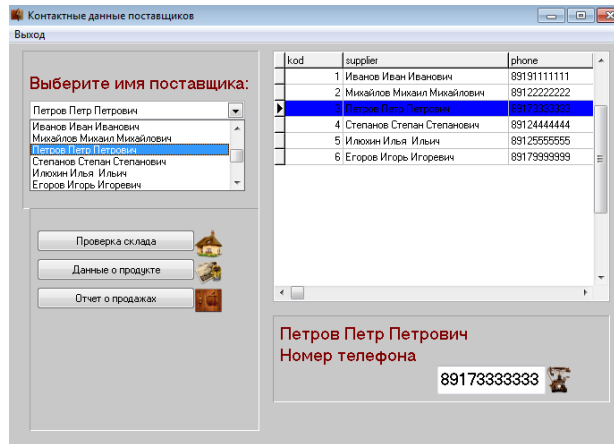 Контактные данные поставщиков
Выход
Выберите имя поставщика:
Петров Петр Петрович
Иванов Иван Иванович
Михайлов Михаил Михайлович
Петров Петр Петрович
Степанов Степан Степанович
Илюхин Илья Ильич
Егоров Игорь Игоревич
Проверка склада
Данные о продукте
Отчет о продажах
kod supplier phone
1 Иванов Иван Иванович 89191111111
2 Михайлов Михаил Михайлович 89122222222
3 Петров Петр Петрович 89173333333
4 Степанов Степан Степанович 89124444444
5 Илюхин Илья Ильич 89125555555
6 Егоров Игорь Игоревич 89179999999
Петров Петр Петрович
Номер телефона
89173333333